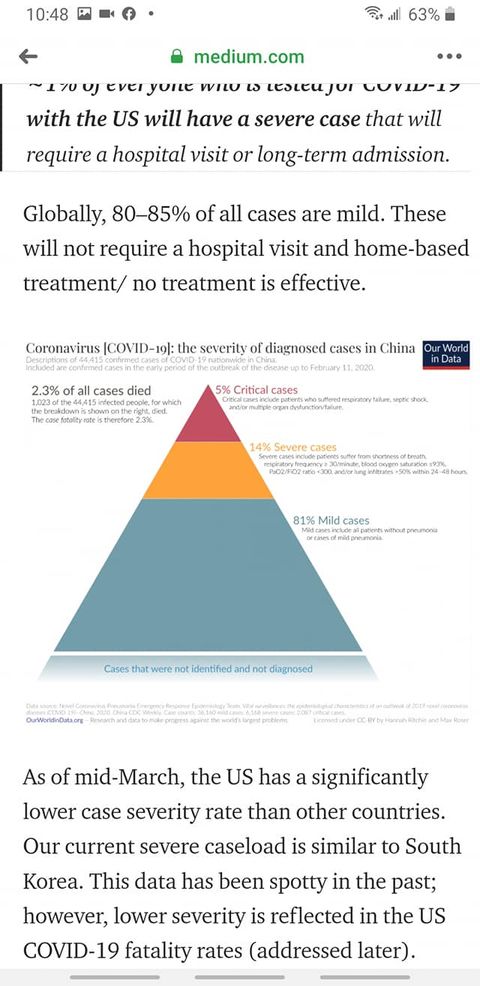 10:48
63%
medium.com
~1% of everyone who is tested for COVID-19
with the US will have a severe case that will
require a hospital visit or long-term admission.
Globally, 80–85% of all cases are mild. These
will not require a hospital visit and home-based
treatment/ no treatment is effective.
Coronavirus [COVID-19]: the severity of diagnosed cases in China
Our World
in Data
Descriptions of 44,415 confirmed cases of COVID-19 nationwide in China.
Included are confirmed cases in the early period of the outbreak of the disease up to February 11, 2020.
2.3% of all cases died
1,023 of the 44,415 infected people, for which
the breakdown is shown on the right, died.
The case fatality rate is therefore 2.3%.
5% Critical cases
Critical cases include patients who suffered respiratory failure, septic shock,
and/or multiple organ dysfunction/failure.
14% Severe cases
Severe cases include patients suffer from shortness of breath,
respiratory frequency ≥ 30/minute, blood oxygen saturation ≤93%,
PaO2/FiO2 ratio <300, and/or lung infiltrates >50% within 24-48 hours.
81% Mild cases
Mild cases include all patients without pneumonia
or cases of mild pneumonia.
Cases that were not identified and not diagnosed
Data source: Novel Coronavirus Pneumonia Emergency Response Epidemiology Team. Vital surveillances: the epidemiological characteristics of an outbreak of 2019 novel coronavirus
diseases (COVID-19)—China, 2020. China CDC Weekly. Case counts: 36,160 mild cases; 6,168 severe cases; 2,087 critical cases.
OurWorldinData.org – Research and data to make progress against the world's largest problems.
Licensed under CC-BY by Hannah Ritchie and Max Roser
As of mid-March, the US has a significantly
lower case severity rate than other countries.
Our current severe caseload is similar to South
Korea. This data has been spotty in the past;
however, lower severity is reflected in the US
COVID-19 fatality rates (addressed later).